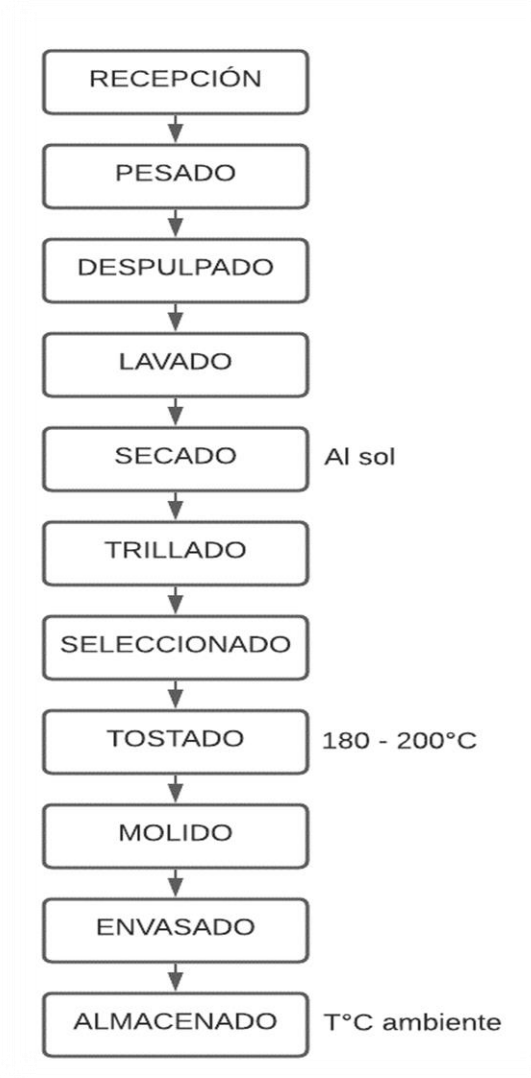 RECEPCIÓN
PESADO
DESPULPADO
LAVADO
SECADO Al sol
TRILLADO
SELECCIONADO
TOSTADO 180 - 200°C
MOLIDO
ENVASADO
ALMACENADO T°C ambiente